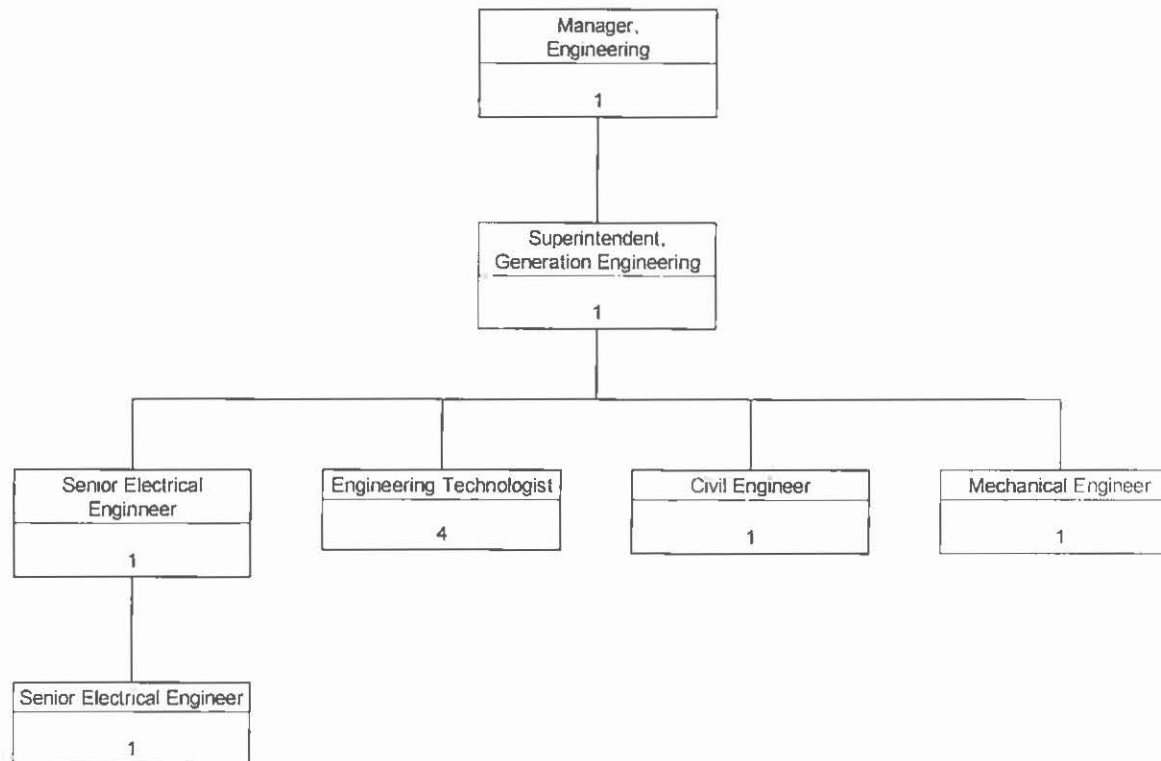 Manager,
Engineering
1
Superintendent,
Generation Engineering
1
Senior Electrical
Enginneer
1
Engineering Technologist
4
Civil Engineer
1
Mechanical Engineer
1
Senior Electrical Engineer
1